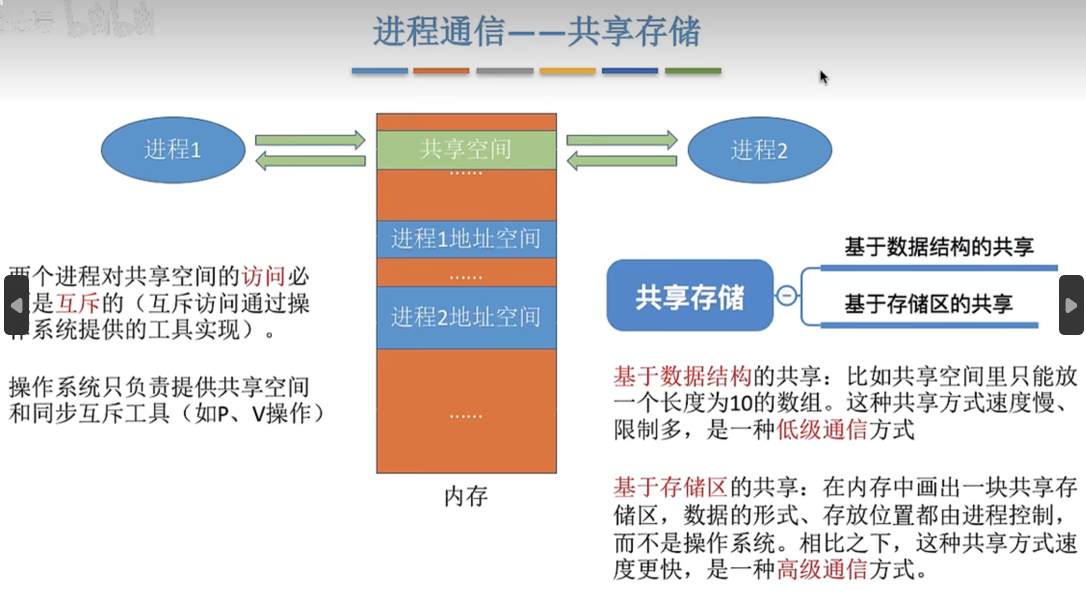 进程通信——共享存储
进程1
共享空间
进程2
······
进程1地址空间
······
进程2地址空间
······
内存
两个进程对共享空间的访问必
是互斥的（互斥访问通过操
作系统提供的工具实现）。
操作系统只负责提供共享空间
和同步互斥工具（如P、V操作）
共享存储
基于数据结构的共享
基于存储区的共享
基于数据结构的共享：比如共享空间里只能放
一个长度为10的数组。这种共享方式速度慢、
限制多，是一种低级通信方式
基于存储区的共享：在内存中画出一块共享存
储区，数据的形式、存放位置都由进程控制，
而不是操作系统。相比之下，这种共享方式速
度更快，是一种高级通信方式。